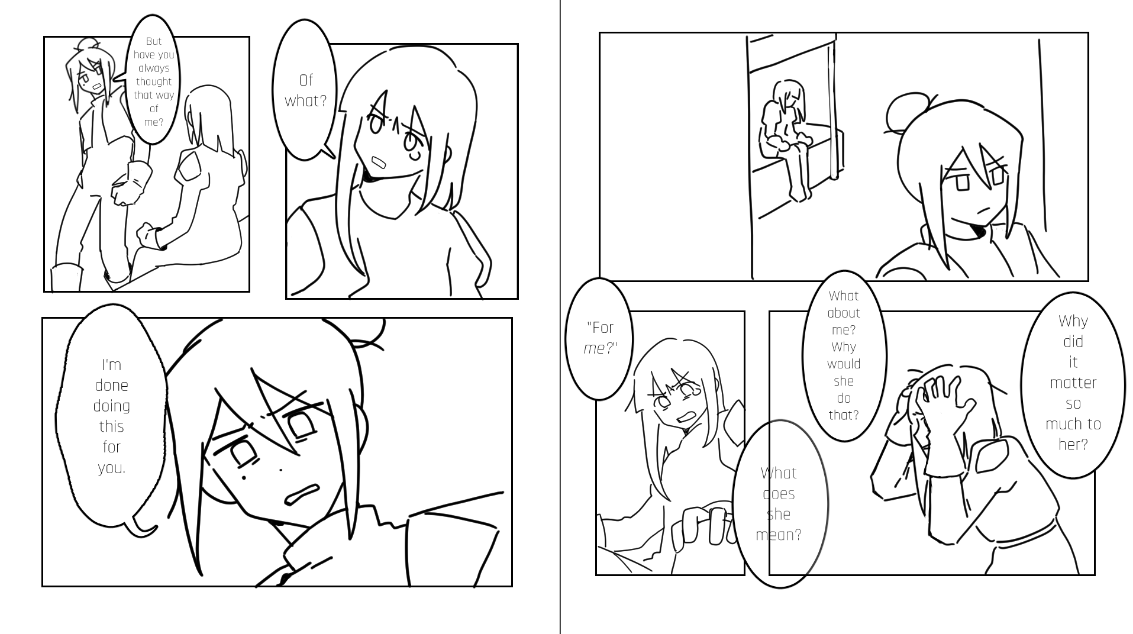 But
have you
always
thought
that way
of
me?
Of
what?
I'm
done
doing
this
for
you.
"For
me?"
What
does
she
mean?
What
about
me?
Why
would
she
do
that?
Why
did
it
matter
so
much to
her?